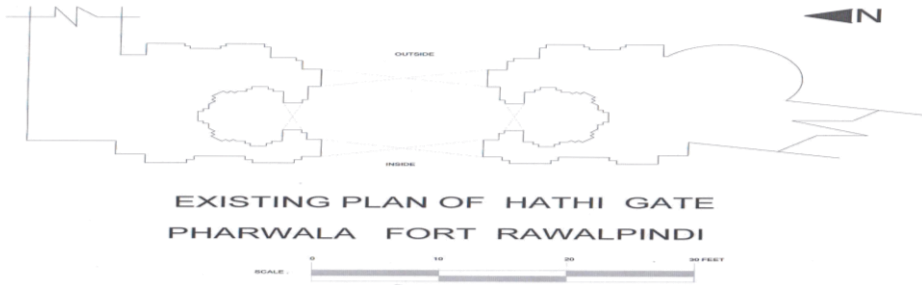 N
OUTSIDE
INSIDE
EXISTING PLAN OF HATHI GATE
PHARWALA FORT RAWALPINDI
SCALE . 0 10 20 30 FEET